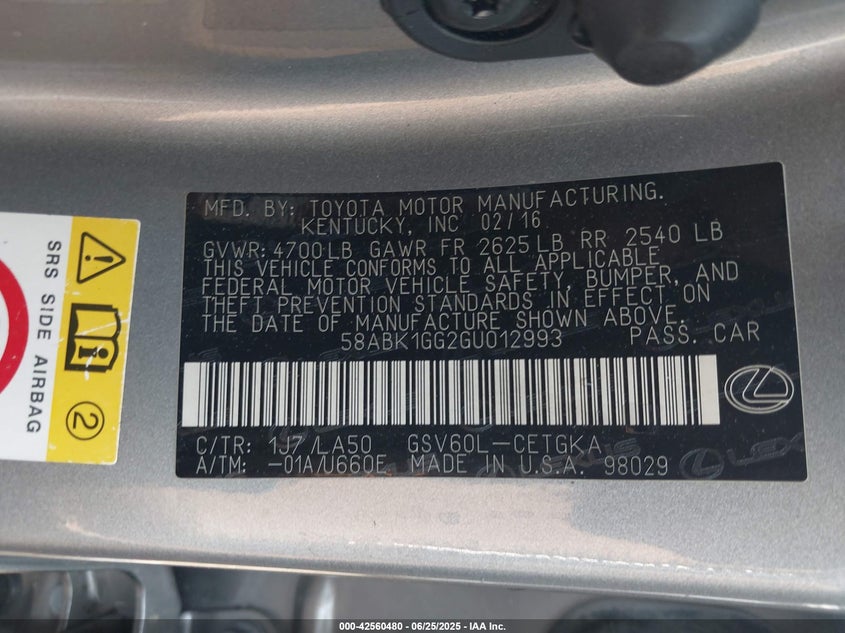 MFD. BY: TOYOTA MOTOR MANUFACTURING.
KENTUCKY, INC 02/16
GVWR: 4700 LB GAWR FR 2625 LB RR 2540 LB
THIS VEHICLE CONFORMS TO ALL APPLICABLE
FEDERAL MOTOR VEHICLE SAFETY, BUMPER, AND
THEFT PREVENTION STANDARDS IN EFFECT ON
THE DATE OF MANUFACTURE SHOWN ABOVE.
58ABK1GG2GU012993 PASS. CAR
C/TR: 1J7/LA50 GSV60L-CETGKA
A/TM: -01A/U660E MADE IN U.S.A. 98029
LEXUS
SRS SIDE AIRBAG
2
000-42560480 - 06/25/2025 - IAA Inc.